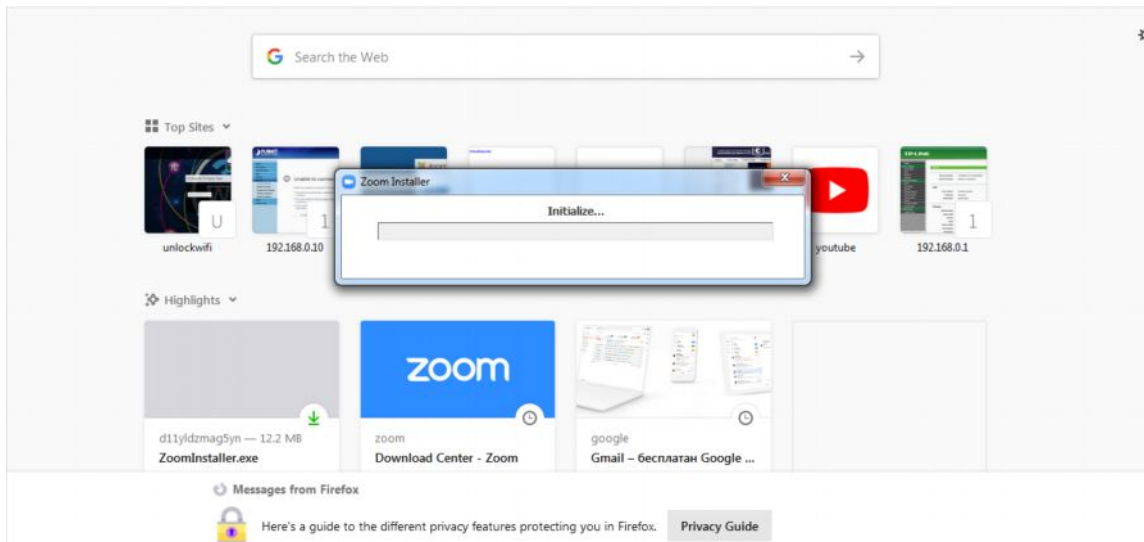 Search the Web
Top Sites
Zoom Installer
Initialize...
U
1
1
unlockwifi
192.168.0.10
youtube
192.168.0.1
TP-LINK
Highlights
zoom
d11yldzmag5yn — 12.2 MB
zoom
google
ZoomInstaller.exe
Download Center - Zoom
Gmail – бесплатан Google ...
Messages from Firefox
Here's a guide to the different privacy features protecting you in Firefox.
Privacy Guide